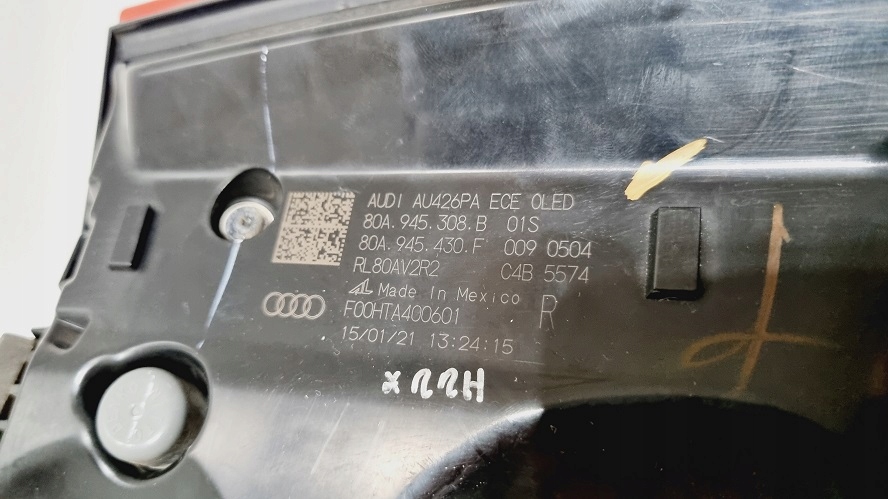 AUDI AU426PA ECE OLED
80A.945.308.B 01S
80A.945.430.F 009 0504
RL80AV2R2 C4B 5574
Made In Mexico
F00HTA400601 R
15/01/21 13:24:15